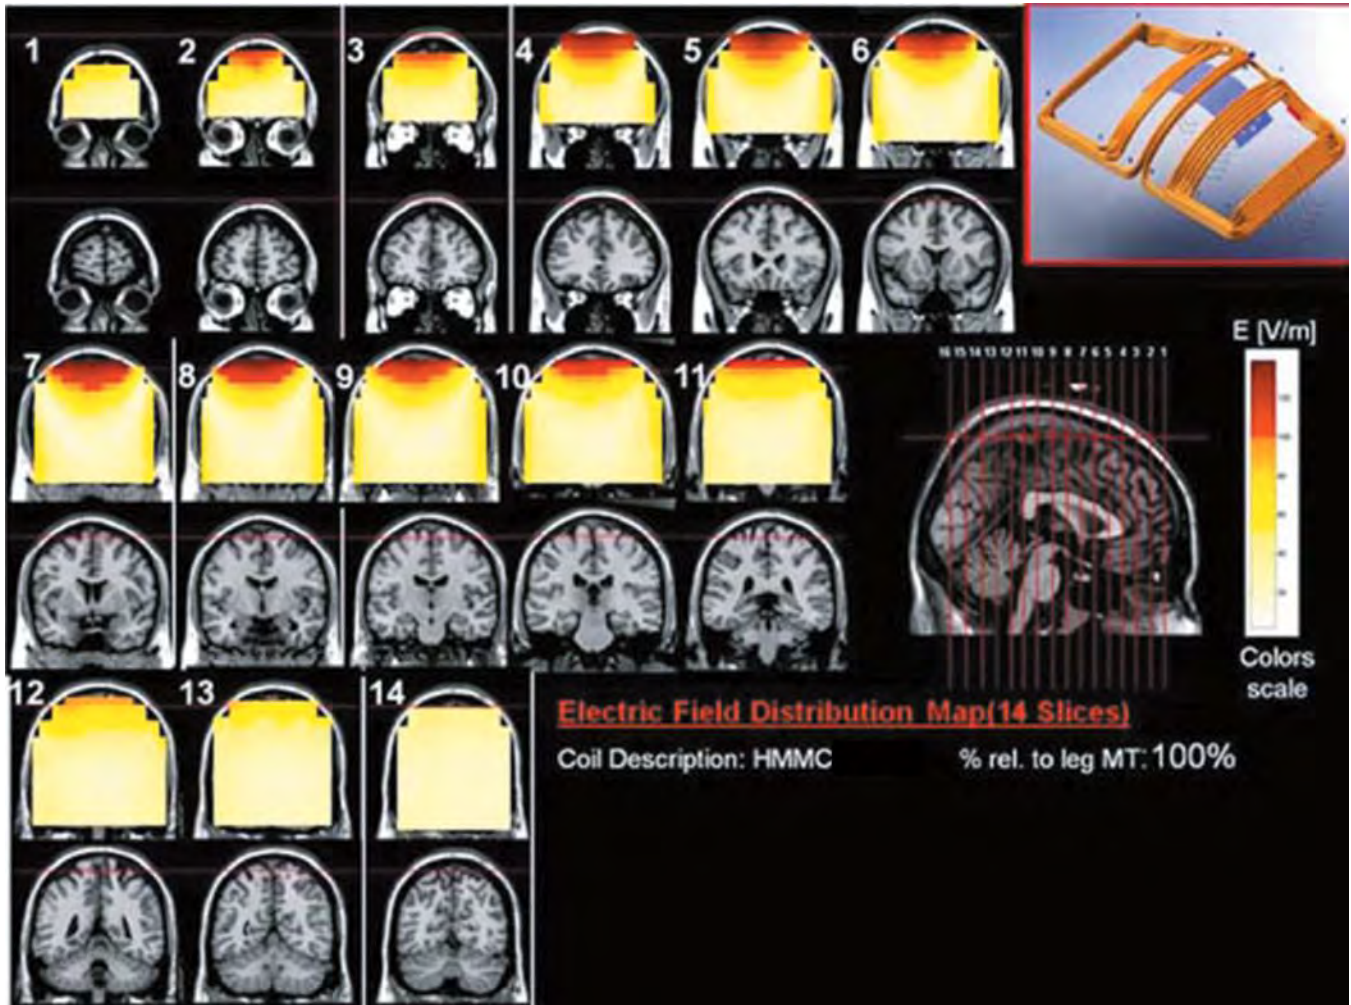 1 2 3 4 5 6
E [V/m]
7 8 9 10 11
16 15 14 13 12 11 10 9 8 7 6 5 4 3 2 1
Colors
scale
12 13 14
Electric Field Distribution Map(14 Slices)
Coil Description: HMMC % rel. to leg MT: 100%